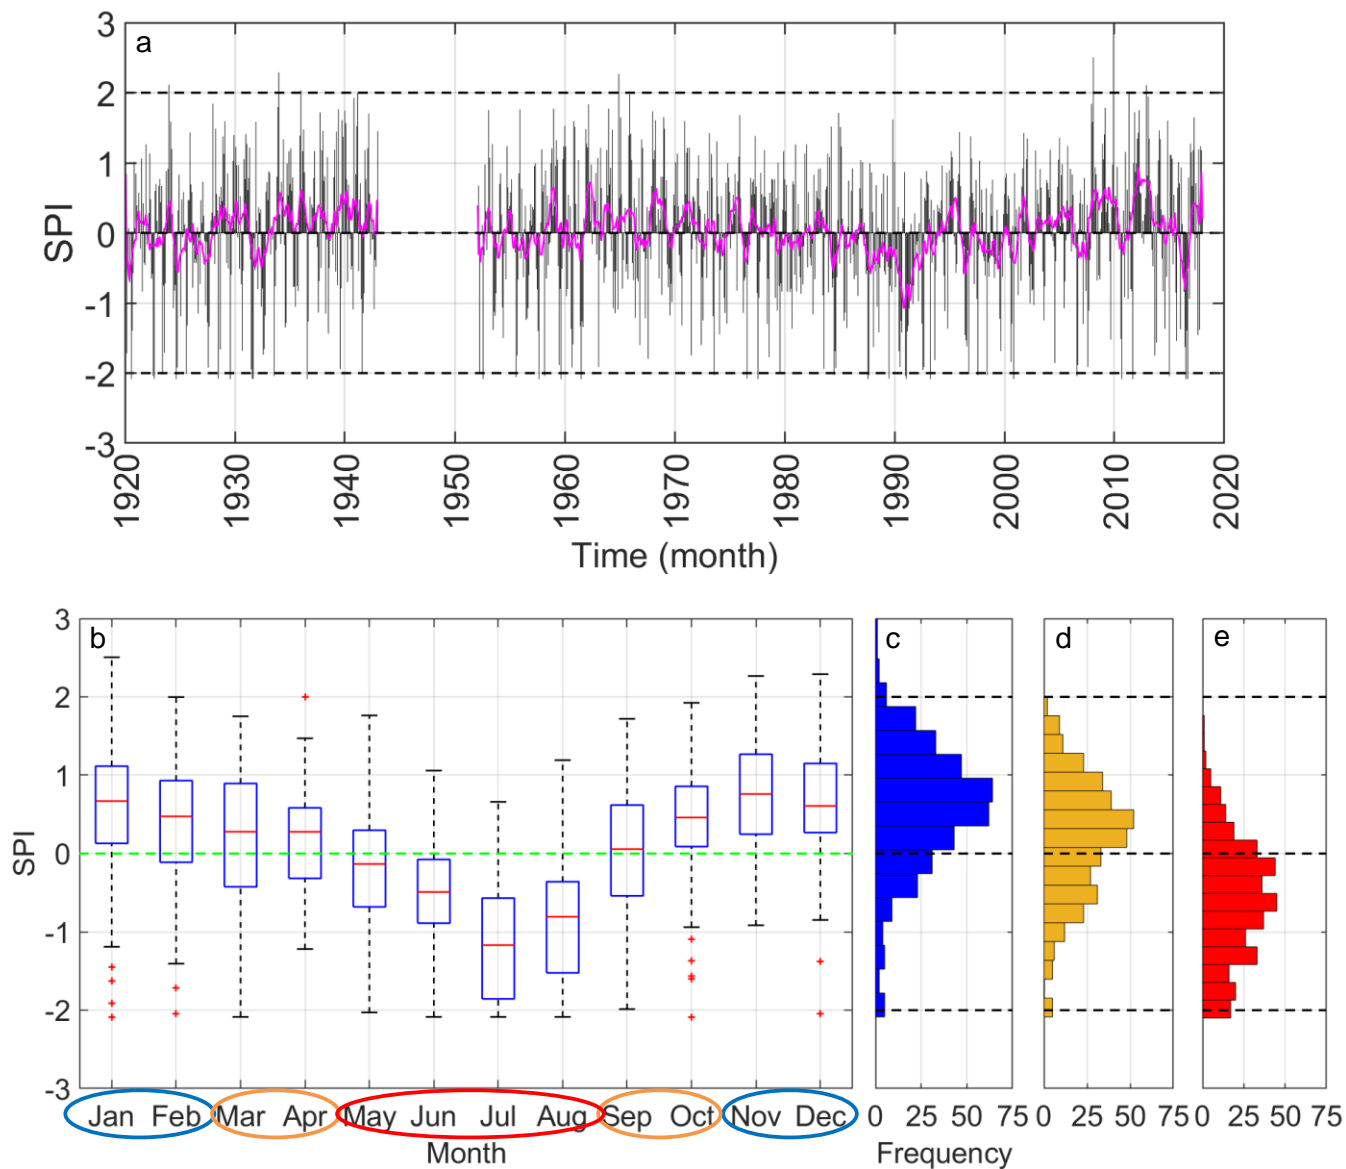 3
a
2
1
0
-1
-2
-3
SPI
1920 1930 1940 1950 1960 1970 1980 1990 2000 2010 2020
Time (month)
3
b c d e
2
1
0
-1
-2
-3
SPI
Jan Feb Mar Apr May Jun Jul Aug Sep Oct Nov Dec 0 25 50 75 0 25 50 75 0 25 50 75
Month Frequency